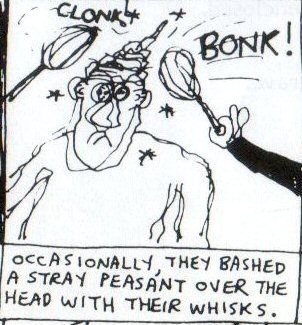 CLONK!
BONK!
OCCASIONALLY, THEY BASHED
A STRAY PEASANT OVER THE
HEAD WITH THEIR WHISKS.